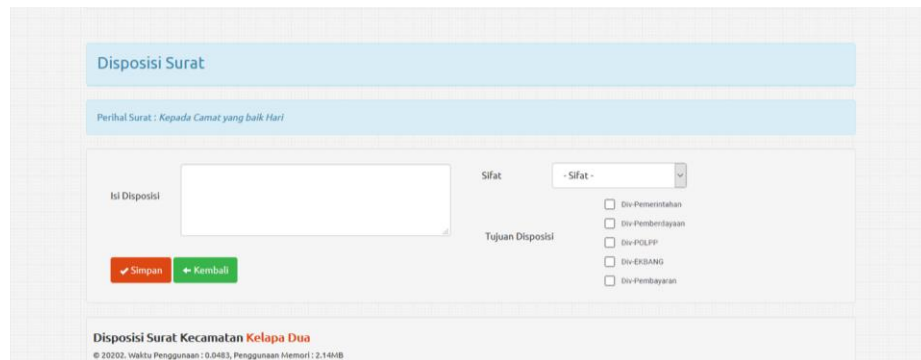 Disposisi Surat
Perihal Surat : Kepada Camat yang baik Hari
Isi Disposisi
Sifat
- Sifat -
Tujuan Disposisi
Div-Pemerintahan
Div-Pemberdayaan
Div-POLPP
Div-EKBANG
Div-Pembayaran
Simpan
Kembali
Disposisi Surat Kecamatan Kelapa Dua
© 20202. Waktu Penggunaan : 0.0483, Penggunaan Memori : 2.14MB